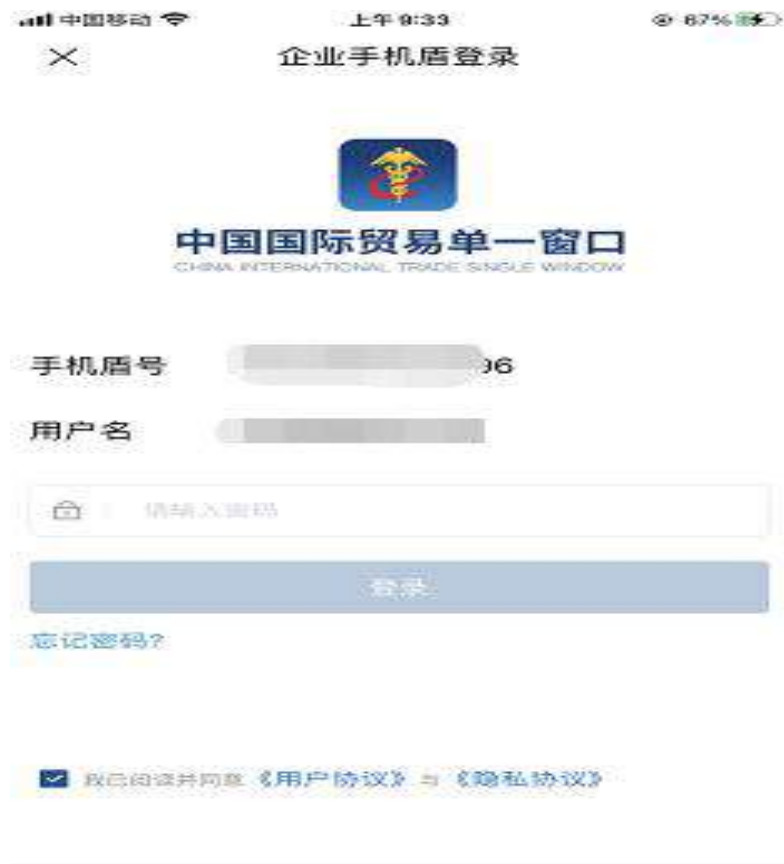 中国移动 上午 9:33 @ 87%
企业手机盾登录
中国国际贸易单一窗口
CHINA INTERNATIONAL TRADE SINGLE WINDOW
手机盾号 96
用户名
请输入密码
登录
忘记密码?
我已阅读并同意《用户协议》与《隐私协议》